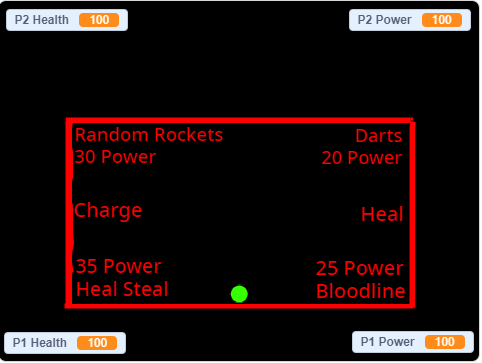 P2 Health 100
P2 Power 100
Random Rockets
30 Power
Darts
20 Power
Charge
Heal
35 Power
Heal Steal
25 Power
Bloodline
P1 Health 100
P1 Power 100